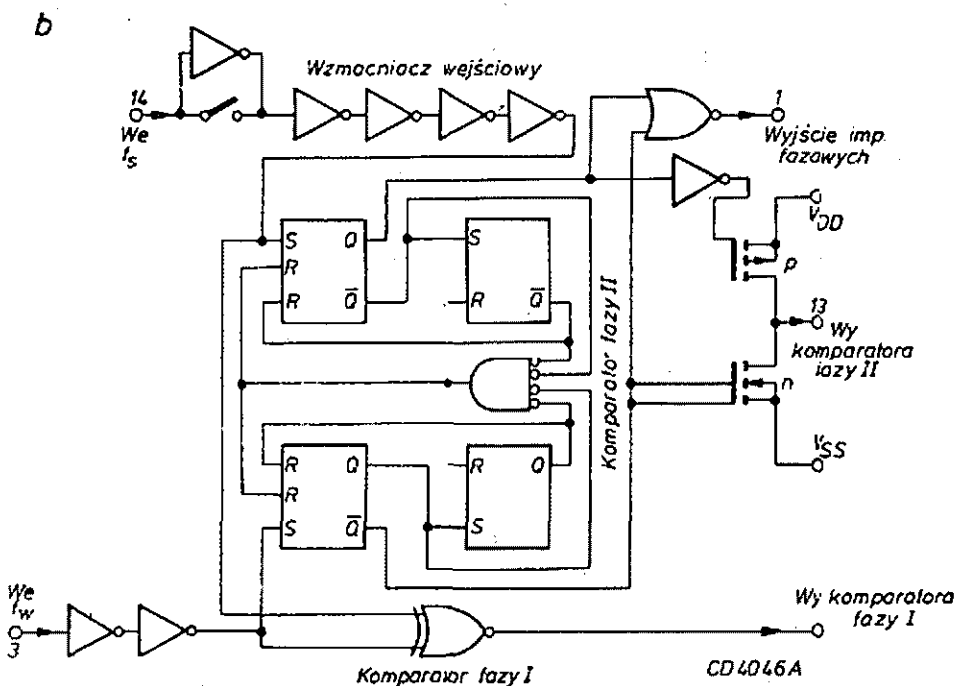 b
Wzmocniacz wejściowy
14
We
fs
1
Wyjście imp.
fazowych
VDD
p
13
Wy
komparatora
fazy II
n
VSS
S
R
R
Q
Q̅
S
R
Q̅
Komparator fazy II
R
R
S
Q
Q̅
R
S
Q
We
fw
3
Komparator fazy I
Wy komparatora
fazy I
CD4046A